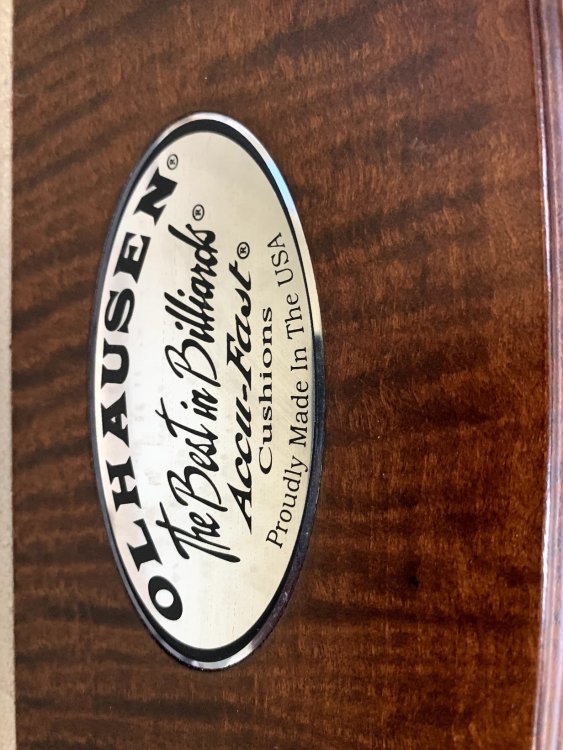 OLHAUSEN®
The Best in Billiards®
Accu-Fast®
Cushions
Proudly Made In The USA